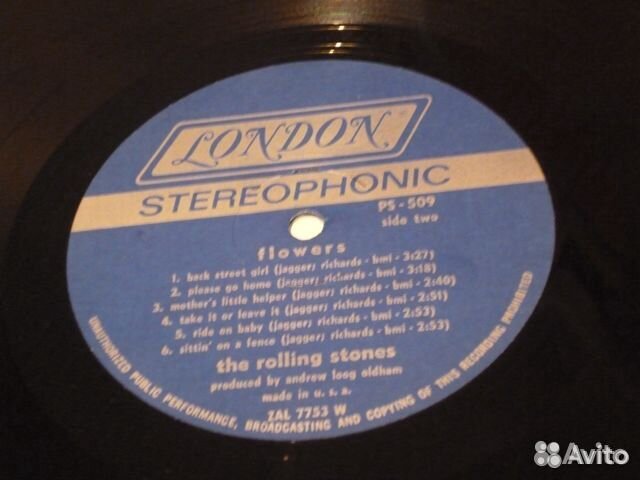 LONDON
STEREOPHONIC
PS - 509
side two
flowers
1. back street girl (jagger; richards - bmi - 3:27)
2. please go home (jagger; richards - bmi - 3:18)
3. mother's little helper (jagger; richards - bmi - 2:40)
4. take it or leave it (jagger; richards - bmi - 2:51)
5. ride on baby (jagger; richards - bmi - 2:53)
6. sittin' on a fence (jagger; richards - bmi - 2:53)
the rolling stones
produced by andrew loog oldham
made in u. s. a.
ZAL 7753 W
UNAUTHORIZED PUBLIC PERFORMANCE, BROADCASTING AND COPYING OF THIS RECORDING PROHIBITED
Avito